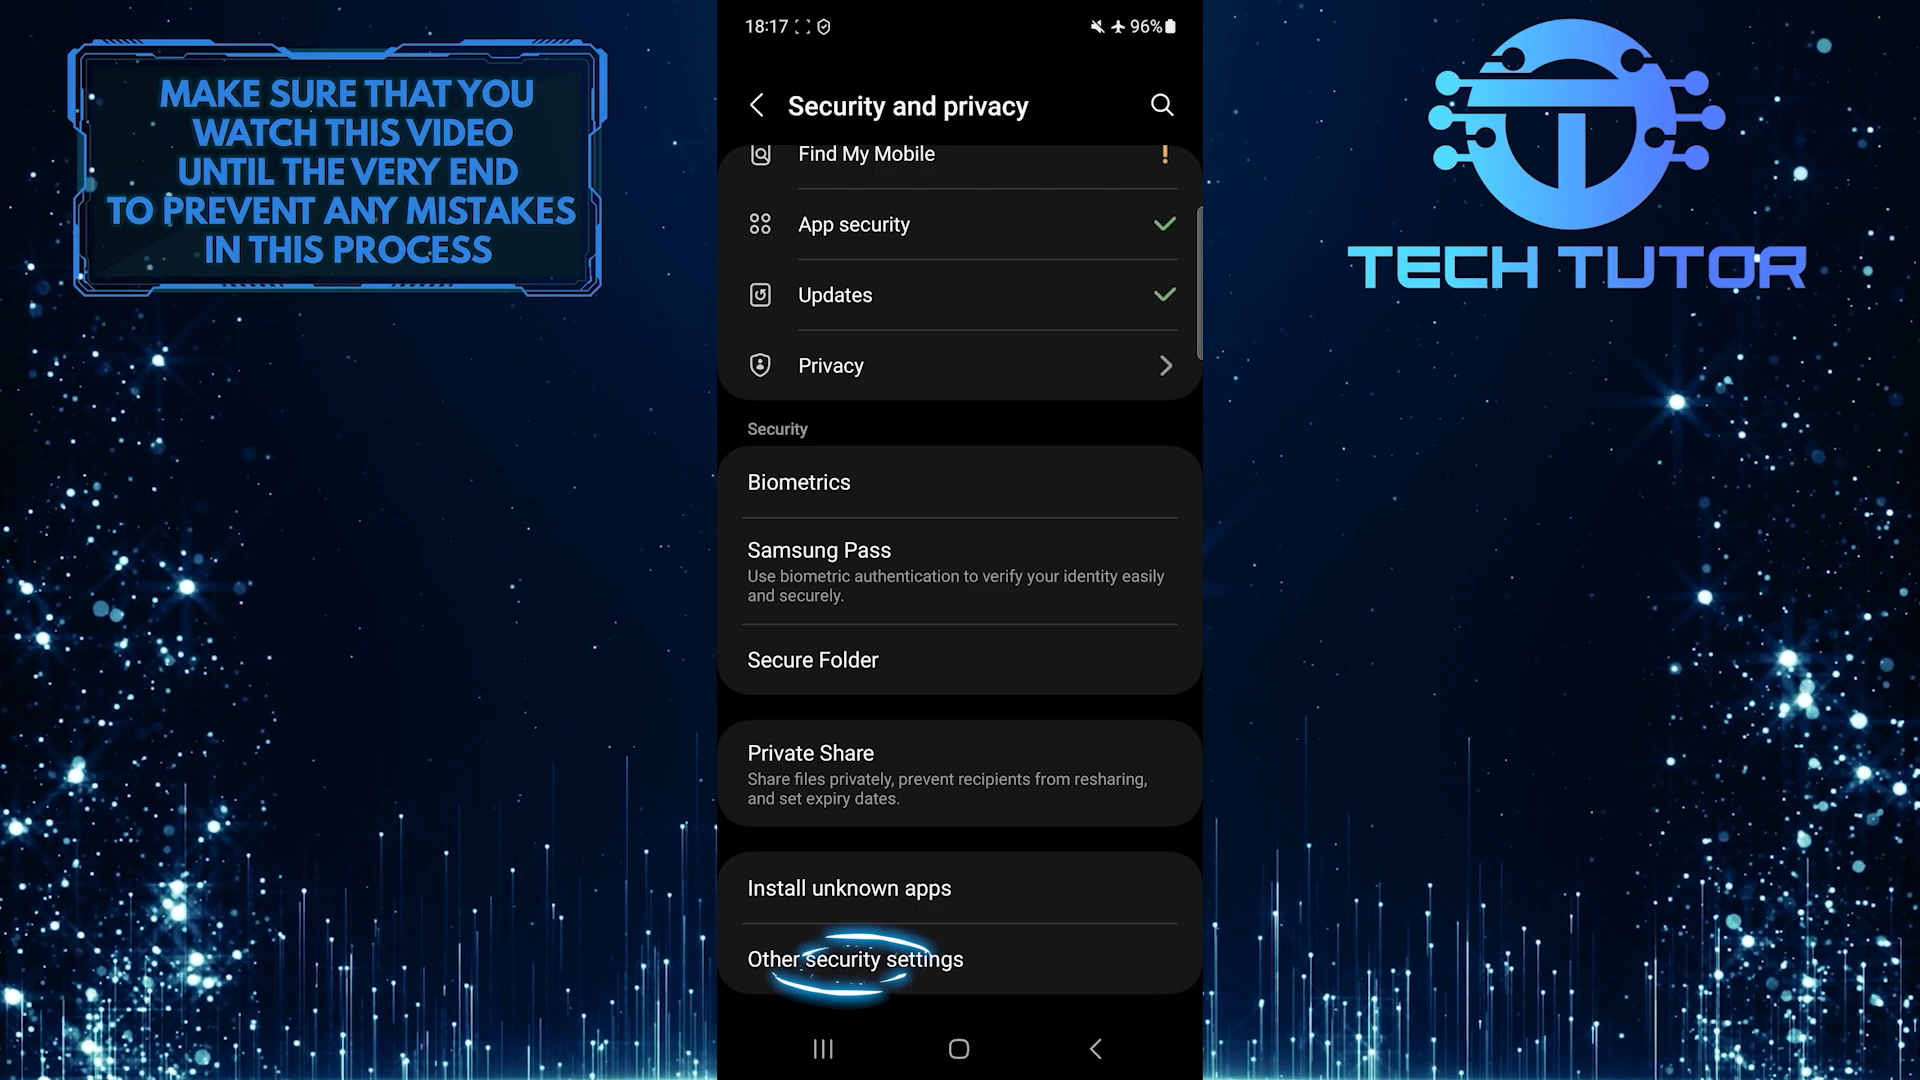 MAKE SURE THAT YOU
WATCH THIS VIDEO
UNTIL THE VERY END
TO PREVENT ANY MISTAKES
IN THIS PROCESS
18:17
96%
Security and privacy
Find My Mobile
App security
Updates
Privacy
Security
Biometrics
Samsung Pass
Use biometric authentication to verify your identity easily
and securely.
Secure Folder
Private Share
Share files privately, prevent recipients from resharing,
and set expiry dates.
Install unknown apps
Other security settings
TECH TUTOR